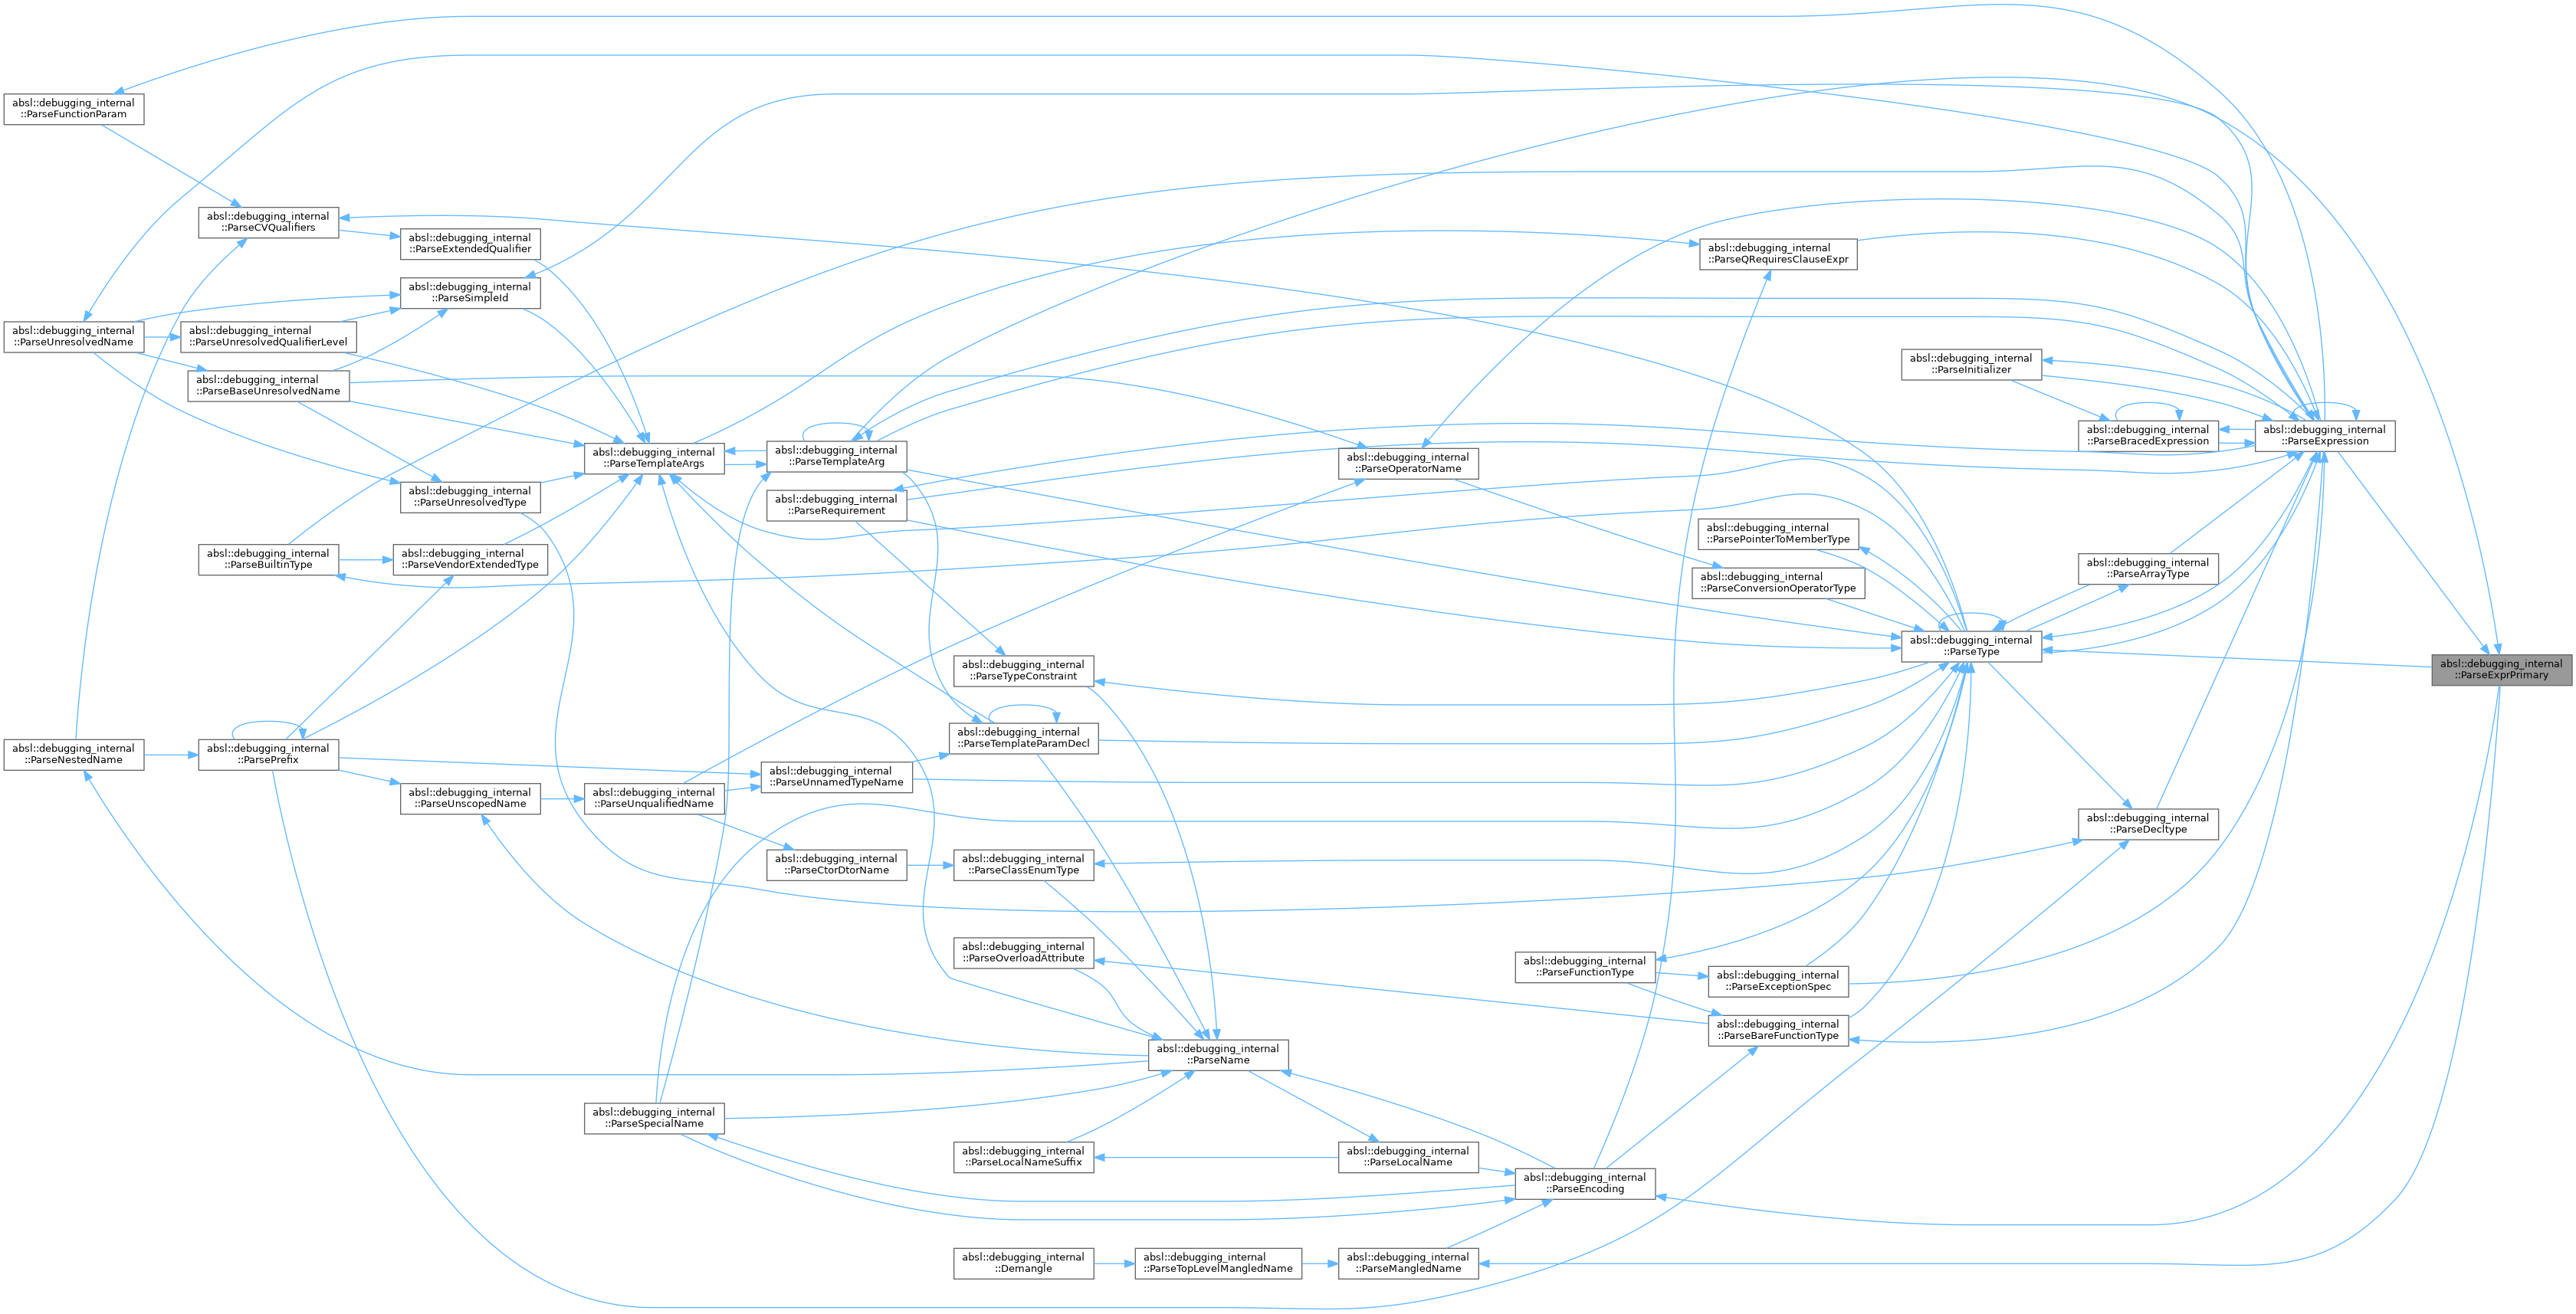 absl::debugging_internal
::ParseFunctionParam
absl::debugging_internal
::ParseCVQualifiers
absl::debugging_internal
::ParseExtendedQualifier
absl::debugging_internal
::ParseQRequiresClauseExpr
absl::debugging_internal
::ParseSimpleId
absl::debugging_internal
::ParseUnresolvedName
absl::debugging_internal
::ParseUnresolvedQualifierLevel
absl::debugging_internal
::ParseInitializer
absl::debugging_internal
::ParseBaseUnresolvedName
absl::debugging_internal
::ParseTemplateArgs
absl::debugging_internal
::ParseTemplateArg
absl::debugging_internal
::ParseOperatorName
absl::debugging_internal
::ParseBracedExpression
absl::debugging_internal
::ParseExpression
absl::debugging_internal
::ParseUnresolvedType
absl::debugging_internal
::ParseRequirement
absl::debugging_internal
::ParsePointerToMemberType
absl::debugging_internal
::ParseBuiltinType
absl::debugging_internal
::ParseVendorExtendedType
absl::debugging_internal
::ParseConversionOperatorType
absl::debugging_internal
::ParseArrayType
absl::debugging_internal
::ParseType
absl::debugging_internal
::ParseTypeConstraint
absl::debugging_internal
::ParseExprPrimary
absl::debugging_internal
::ParseTemplateParamDecl
absl::debugging_internal
::ParseNestedName
absl::debugging_internal
::ParsePrefix
absl::debugging_internal
::ParseUnnamedTypeName
absl::debugging_internal
::ParseUnscopedName
absl::debugging_internal
::ParseUnqualifiedName
absl::debugging_internal
::ParseDecltype
absl::debugging_internal
::ParseCtorDtorName
absl::debugging_internal
::ParseClassEnumType
absl::debugging_internal
::ParseOverloadAttribute
absl::debugging_internal
::ParseFunctionType
absl::debugging_internal
::ParseExceptionSpec
absl::debugging_internal
::ParseBareFunctionType
absl::debugging_internal
::ParseName
absl::debugging_internal
::ParseSpecialName
absl::debugging_internal
::ParseLocalNameSuffix
absl::debugging_internal
::ParseLocalName
absl::debugging_internal
::ParseEncoding
absl::debugging_internal
::Demangle
absl::debugging_internal
::ParseTopLevelMangledName
absl::debugging_internal
::ParseMangledName